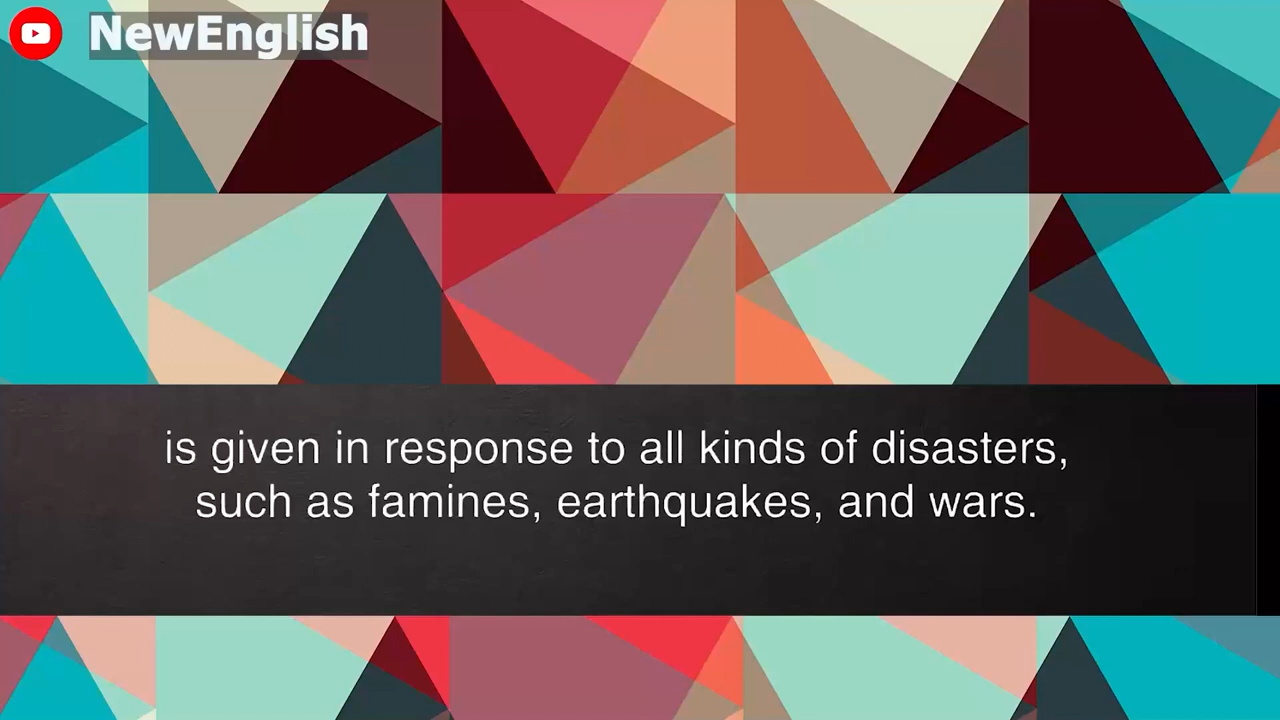 NewEnglish
is given in response to all kinds of disasters,
such as famines, earthquakes, and wars.